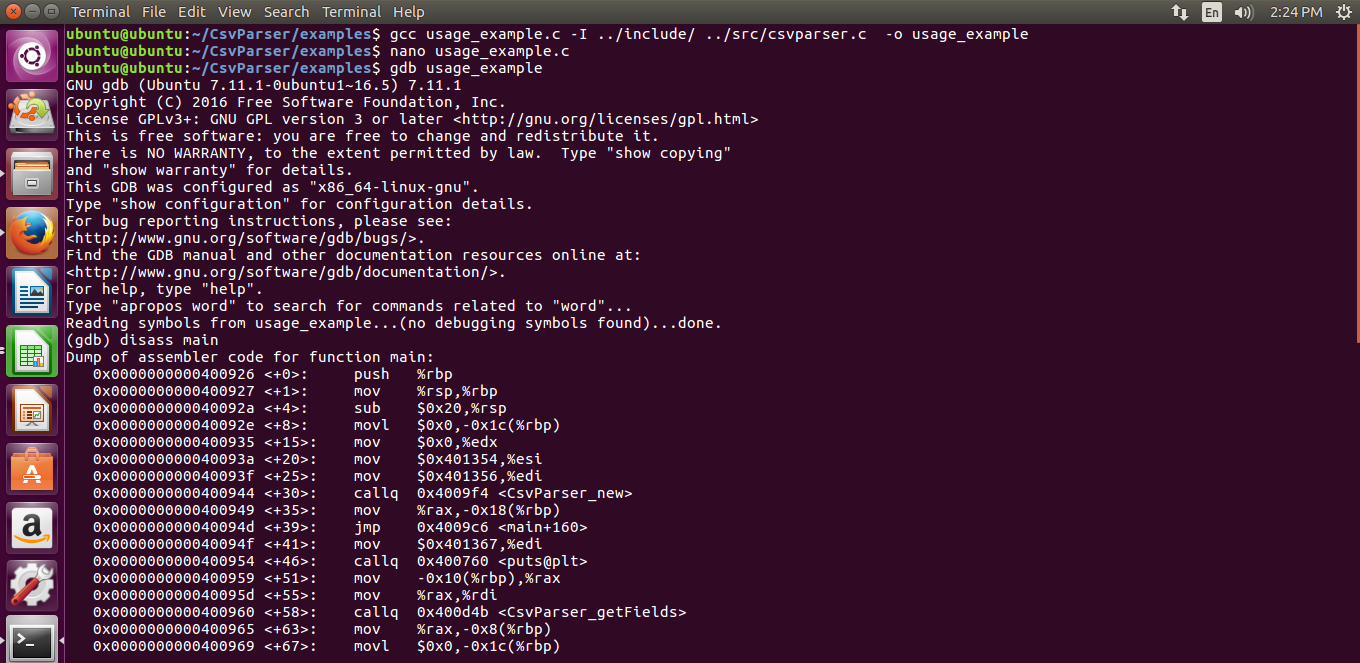 Terminal File Edit View Search Terminal Help En 2:24 PM
ubuntu@ubuntu:~/CsvParser/examples$ gcc usage_example.c -I ../include/ ../src/csvparser.c  -o usage_example
ubuntu@ubuntu:~/CsvParser/examples$ nano usage_example.c
ubuntu@ubuntu:~/CsvParser/examples$ gdb usage_example
GNU gdb (Ubuntu 7.11.1-0ubuntu1~16.5) 7.11.1
Copyright (C) 2016 Free Software Foundation, Inc.
License GPLv3+: GNU GPL version 3 or later <http://gnu.org/licenses/gpl.html>
This is free software: you are free to change and redistribute it.
There is NO WARRANTY, to the extent permitted by law.  Type "show copying"
and "show warranty" for details.
This GDB was configured as "x86_64-linux-gnu".
Type "show configuration" for configuration details.
For bug reporting instructions, please see:
<http://www.gnu.org/software/gdb/bugs/>.
Find the GDB manual and other documentation resources online at:
<http://www.gnu.org/software/gdb/documentation/>.
For help, type "help".
Type "apropos word" to search for commands related to "word"...
Reading symbols from usage_example...(no debugging symbols found)...done.
(gdb) disass main
Dump of assembler code for function main:
   0x0000000000400926 <+0>:     push   %rbp
   0x0000000000400927 <+1>:     mov    %rsp,%rbp
   0x000000000040092a <+4>:     sub    $0x20,%rsp
   0x000000000040092e <+8>:     movl   $0x0,-0x1c(%rbp)
   0x0000000000400935 <+15>:    mov    $0x0,%edx
   0x000000000040093a <+20>:    mov    $0x401354,%esi
   0x000000000040093f <+25>:    mov    $0x401356,%edi
   0x0000000000400944 <+30>:    callq  0x4009f4 <CsvParser_new>
   0x0000000000400949 <+35>:    mov    %rax,-0x18(%rbp)
   0x000000000040094d <+39>:    jmp    0x4009c6 <main+160>
   0x000000000040094f <+41>:    mov    $0x401367,%edi
   0x0000000000400954 <+46>:    callq  0x400760 <puts@plt>
   0x0000000000400959 <+51>:    mov    -0x10(%rbp),%rax
   0x000000000040095d <+55>:    mov    %rax,%rdi
   0x0000000000400960 <+58>:    callq  0x400d4b <CsvParser_getFields>
   0x0000000000400965 <+63>:    mov    %rax,-0x8(%rbp)
   0x0000000000400969 <+67>:    movl   $0x0,-0x1c(%rbp)